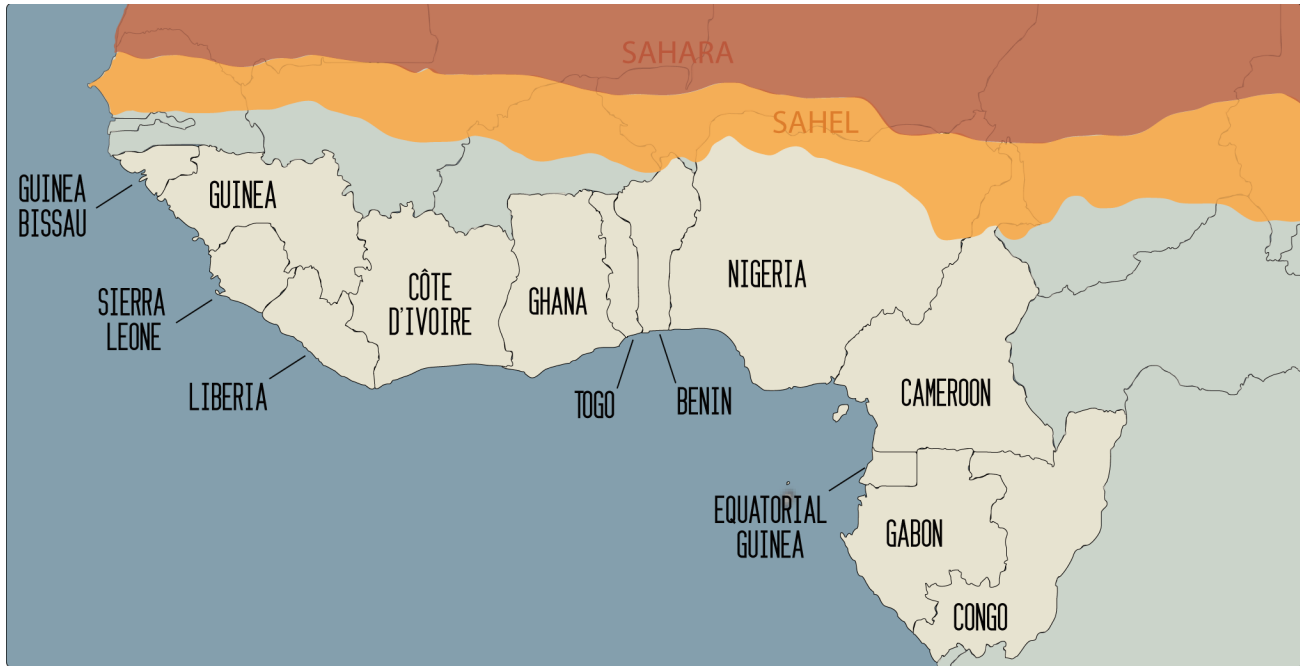 SAHARA
SAHEL
GUINEA
BISSAU
GUINEA
SIERRA
LEONE
LIBERIA
CÔTE
D'IVOIRE
GHANA
TOGO
BENIN
NIGERIA
CAMEROON
EQUATORIAL
GUINEA
GABON
CONGO